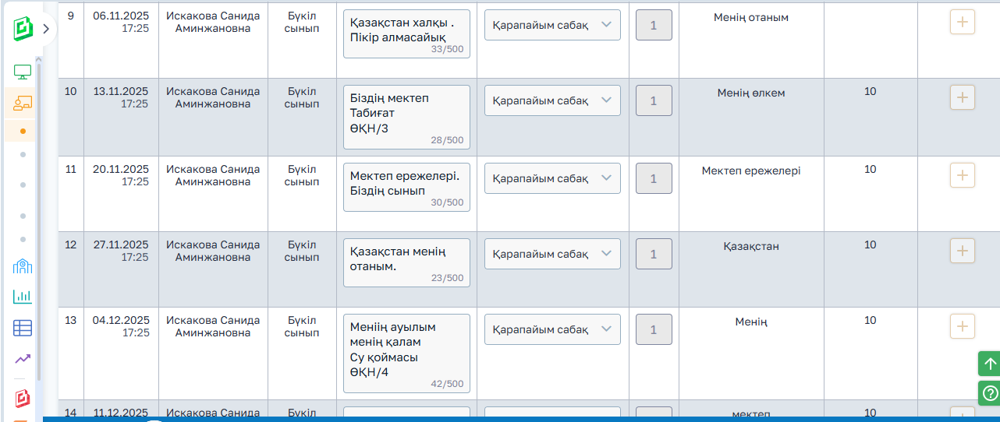 9
06.11.2025
17:25
Искакова Санида
Аминжановна
Бүкіл
сынып
Қазақстан халқы .
Пікір алмасайық
33/500
Қарапайым сабақ
1
Менің отаным
10
13.11.2025
17:25
Искакова Санида
Аминжановна
Бүкіл
сынып
Біздің мектеп
Табиғат
ӨҚН/3
28/500
Қарапайым сабақ
1
Менің өлкем
10
11
20.11.2025
17:25
Искакова Санида
Аминжановна
Бүкіл
сынып
Мектеп ережелері.
Біздің сынып
30/500
Қарапайым сабақ
1
Мектеп ережелері
10
12
27.11.2025
17:25
Искакова Санида
Аминжановна
Бүкіл
сынып
Қазақстан менің
отаным.
23/500
Қарапайым сабақ
1
Қазақстан
10
13
04.12.2025
17:25
Искакова Санида
Аминжановна
Бүкіл
сынып
Меніің ауылым
менің қалам
Су қоймасы
ӨҚН/4
42/500
Қарапайым сабақ
1
Менің
10
14
11.12.2025
Искакова Санида
Бүкіл
мектеп
10